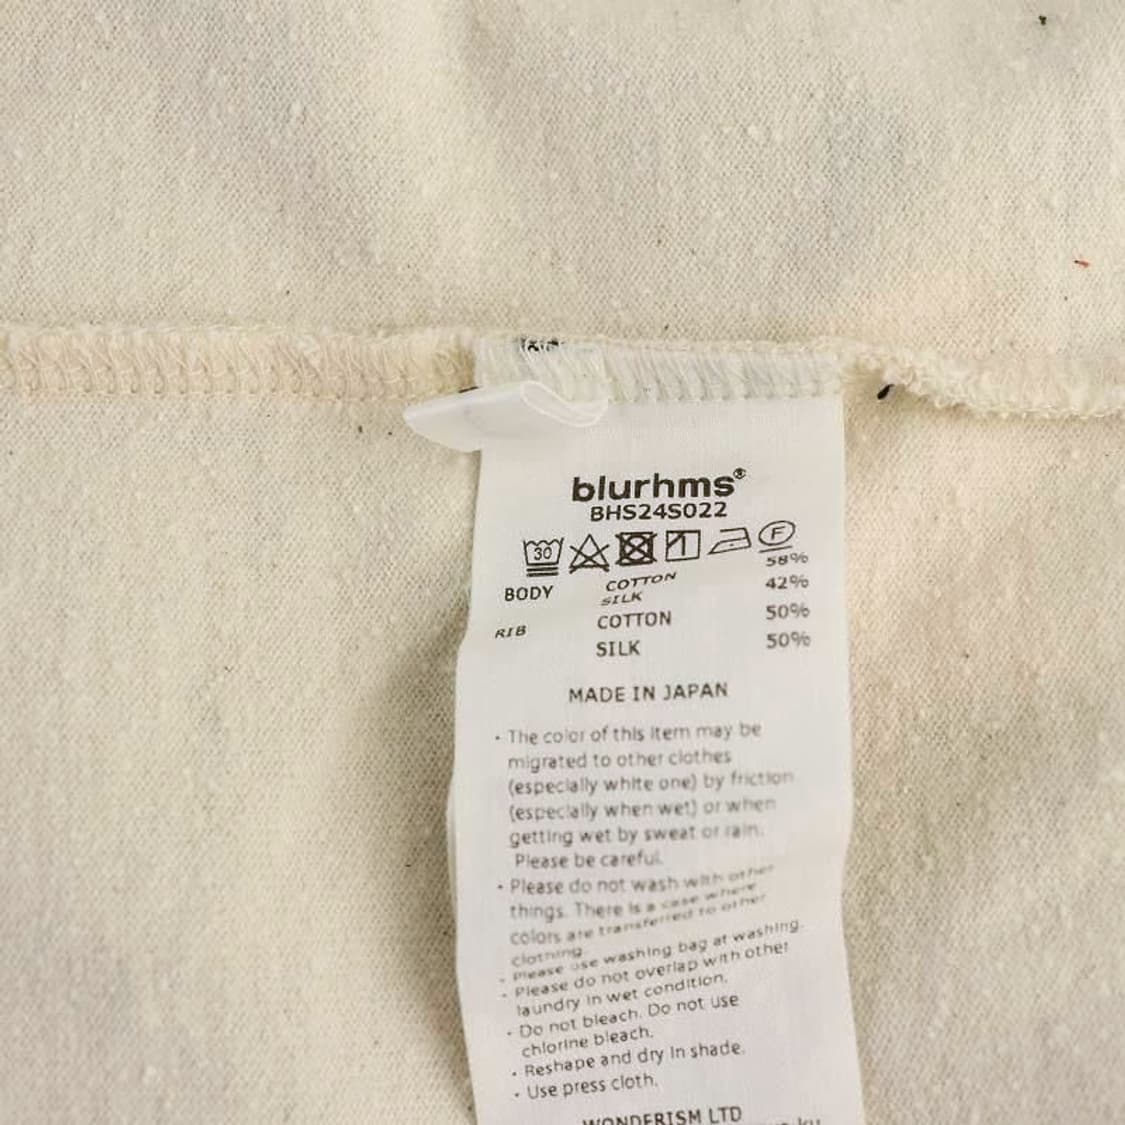 blurhms®
BHS24S022
30 F
58%
BODY COTTON
SILK 42%
RIB COTTON 50%
SILK 50%
MADE IN JAPAN
· The color of this item may be
migrated to other clothes
(especially white one) by friction
(especially when wet) or when
getting wet by sweat or rain.
Please be careful.
· Please do not wash with other
things. There is a case where
colors are transferred to other
clothing.
· Please use washing bag at washing.
· Please do not overlap with other
laundry in wet condition.
· Do not bleach. Do not use
chlorine bleach.
· Reshape and dry in shade.
· Use press cloth.
WONDERISM LTD